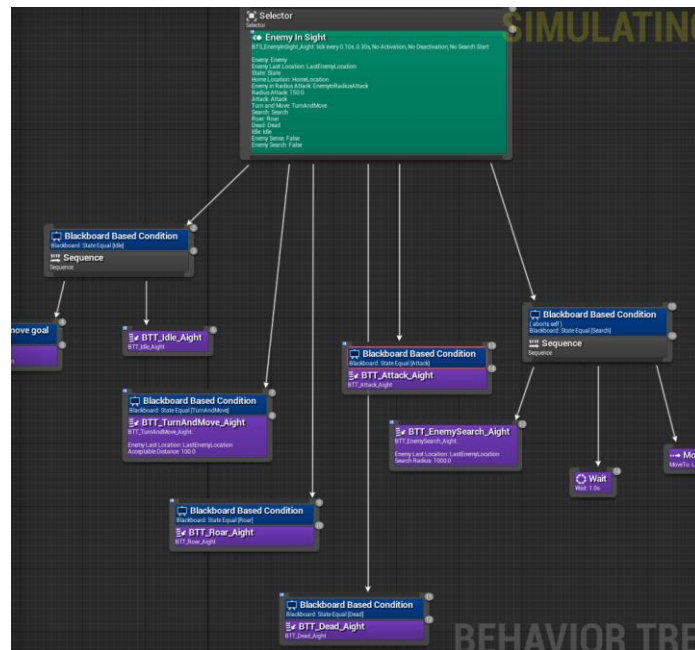 SIMULATING
Selector
Selector
Enemy In Sight
BTS_EnemyInSight_Aight: tick every 0.10s..0.30s, No Activation, No Deactivation, No Search Start
Enemy: Enemy
Enemy Last Location: LastEnemyLocation
State: State
Home Location: HomeLocation
Enemy in Radius Attack: EnemyInRadiusAttack
Radius Attack: 150.0
Attack: Attack
Turn and Move: TurnAndMove
Search: Search
Roar: Roar
Dead: Dead
Idle: Idle
Enemy Sense: False
Enemy Search: False
Blackboard Based Condition
Blackboard: State Equal [Idle]
Sequence
Sequence
move goal
BTT_Idle_Aight
BTT_Idle_Aight
Blackboard Based Condition
Blackboard: State Equal [TurnAndMove]
BTT_TurnAndMove_Aight
BTT_TurnAndMove_Aight:
Enemy Last Location: LastEnemyLocation
Acceptable Distance: 100.0
Blackboard Based Condition
Blackboard: State Equal [Roar]
BTT_Roar_Aight
BTT_Roar_Aight
Blackboard Based Condition
Blackboard: State Equal [Dead]
BTT_Dead_Aight
BTT_Dead_Aight
Blackboard Based Condition
Blackboard: State Equal [Attack]
BTT_Attack_Aight
BTT_Attack_Aight
Blackboard Based Condition
( aborts self )
Blackboard: State Equal [Search]
Sequence
Sequence
BTT_EnemySearch_Aight
BTT_EnemySearch_Aight:
Enemy Last Location: LastEnemyLocation
Search Radius: 1000.0
Wait
Wait: 1.0s
Mo
MoveTo: L
BEHAVIOR TRE